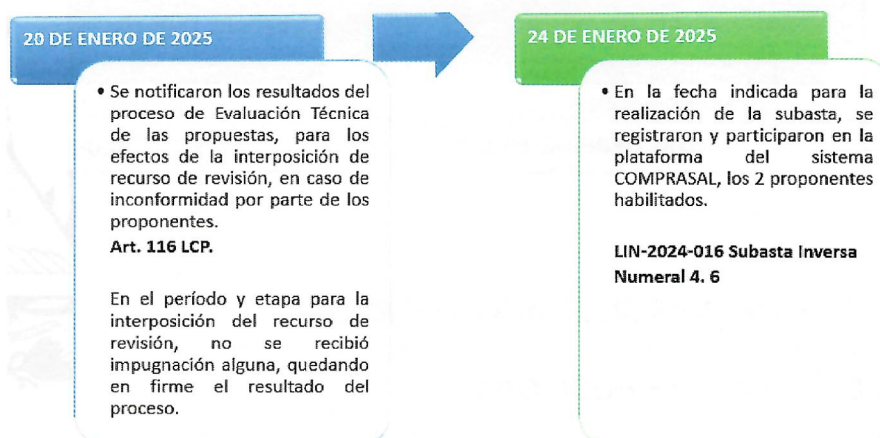 20 DE ENERO DE 2025
• Se notificaron los resultados del
proceso de Evaluación Técnica
de las propuestas, para los
efectos de la interposición de
recurso de revisión, en caso de
inconformidad por parte de los
proponentes.
Art. 116 LCP.
En el período y etapa para la
interposición del recurso de
revisión, no se recibió
impugnación alguna, quedando
en firme el resultado del
proceso.
24 DE ENERO DE 2025
• En la fecha indicada para la
realización de la subasta, se
registraron y participaron en la
plataforma del sistema
COMPRASAL, los 2 proponentes
habilitados.
LIN-2024-016 Subasta Inversa
Numeral 4. 6